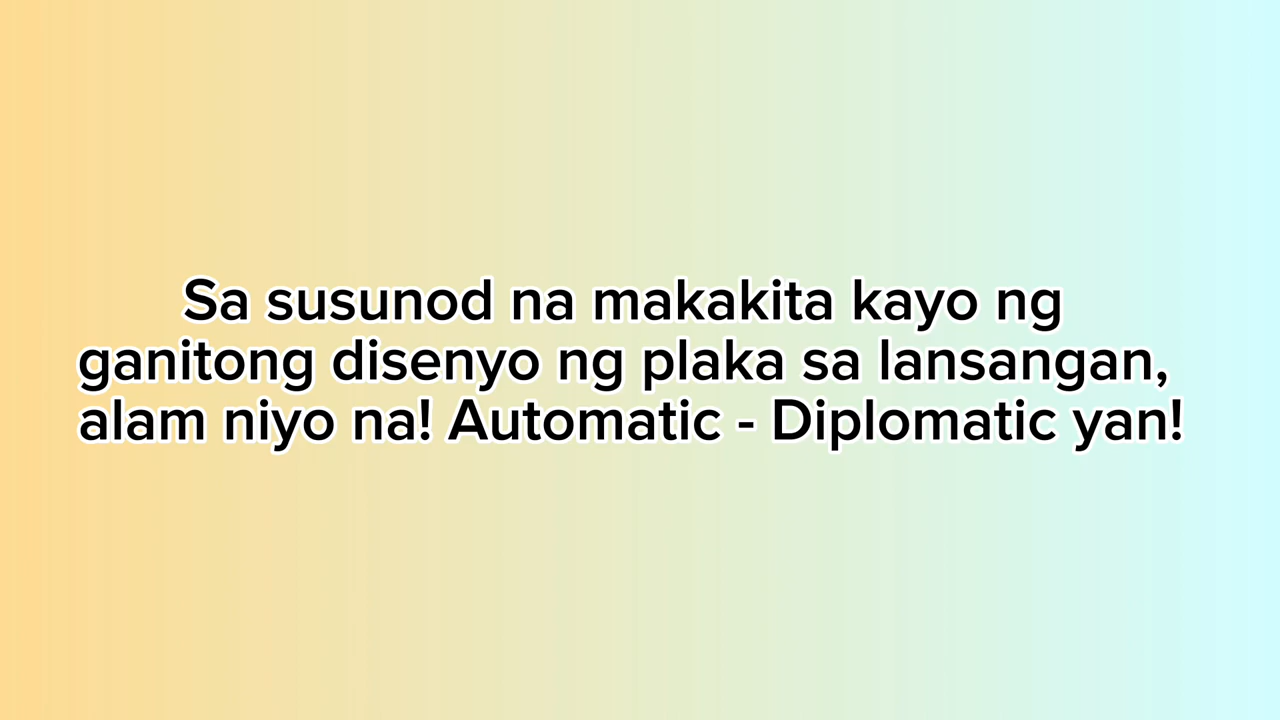 Sa susunod na makakita kayo ng
ganitong disenyo ng plaka sa lansangan,
alam niyo na! Automatic - Diplomatic yan!